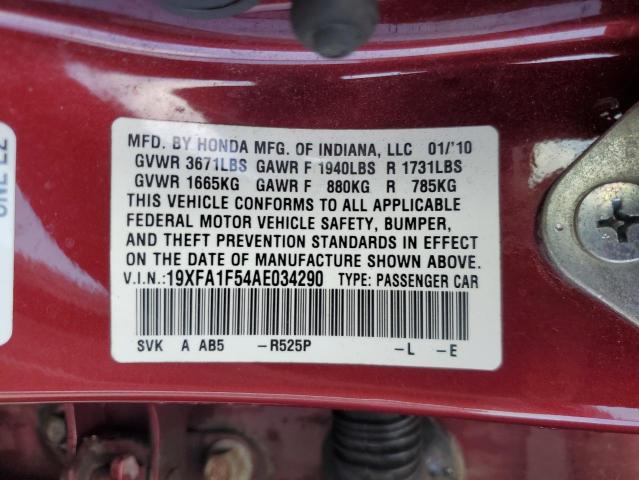 MFD. BY HONDA MFG. OF INDIANA, LLC 01/'10
GVWR 3671LBS GAWR F 1940LBS R 1731LBS
GVWR 1665KG GAWR F 880KG R 785KG
THIS VEHICLE CONFORMS TO ALL APPLICABLE
FEDERAL MOTOR VEHICLE SAFETY, BUMPER,
AND THEFT PREVENTION STANDARDS IN EFFECT
ON THE DATE OF MANUFACTURE SHOWN ABOVE.
V.I.N.:19XFA1F54AE034290 TYPE: PASSENGER CAR
SVK A AB5 -R525P -L -E